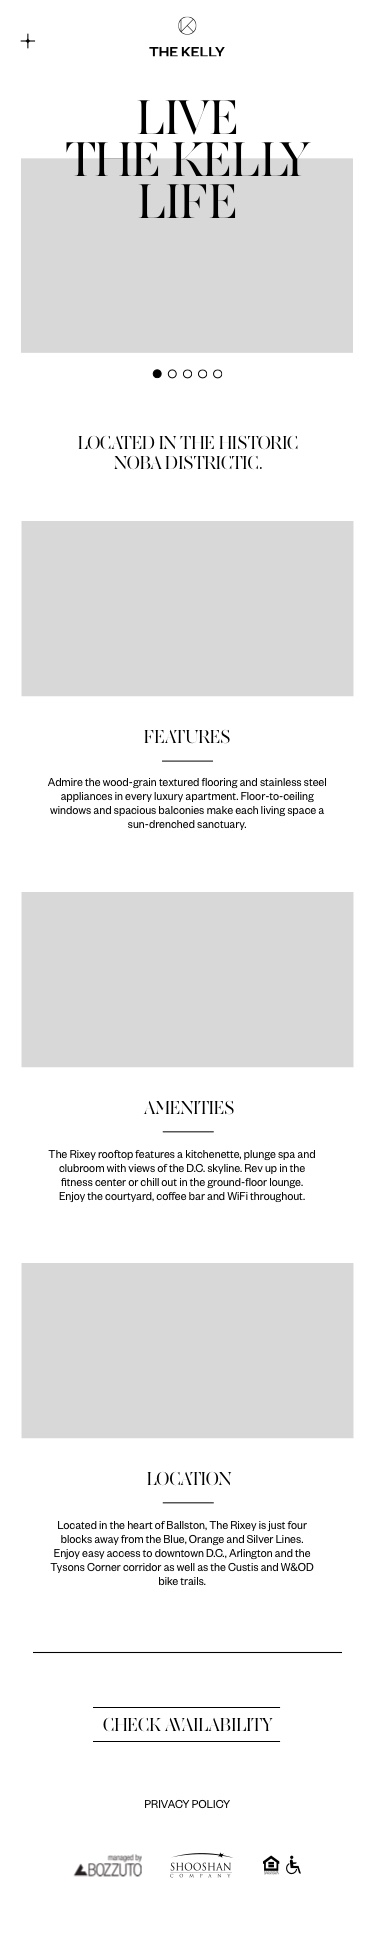 THE KELLY
LIVE
THE KELLY
LIFE
LOCATED IN THE HISTORIC
NOBA DISTRICTIC.
FEATURES
Admire the wood-grain textured flooring and stainless steel
appliances in every luxury apartment. Floor-to-ceiling
windows and spacious balconies make each living space a
sun-drenched sanctuary.
AMENITIES
The Rixey rooftop features a kitchenette, plunge spa and
clubroom with views of the D.C. skyline. Rev up in the
fitness center or chill out in the ground-floor lounge.
Enjoy the courtyard, coffee bar and WiFi throughout.
LOCATION
Located in the heart of Ballston, The Rixey is just four
blocks away from the Blue, Orange and Silver Lines.
Enjoy easy access to downtown D.C., Arlington and the
Tysons Corner corridor as well as the Custis and W&OD
bike trails.
CHECK AVAILABILITY
PRIVACY POLICY
managed by
BOZZUTO
SHOOSHAN
COMPANY